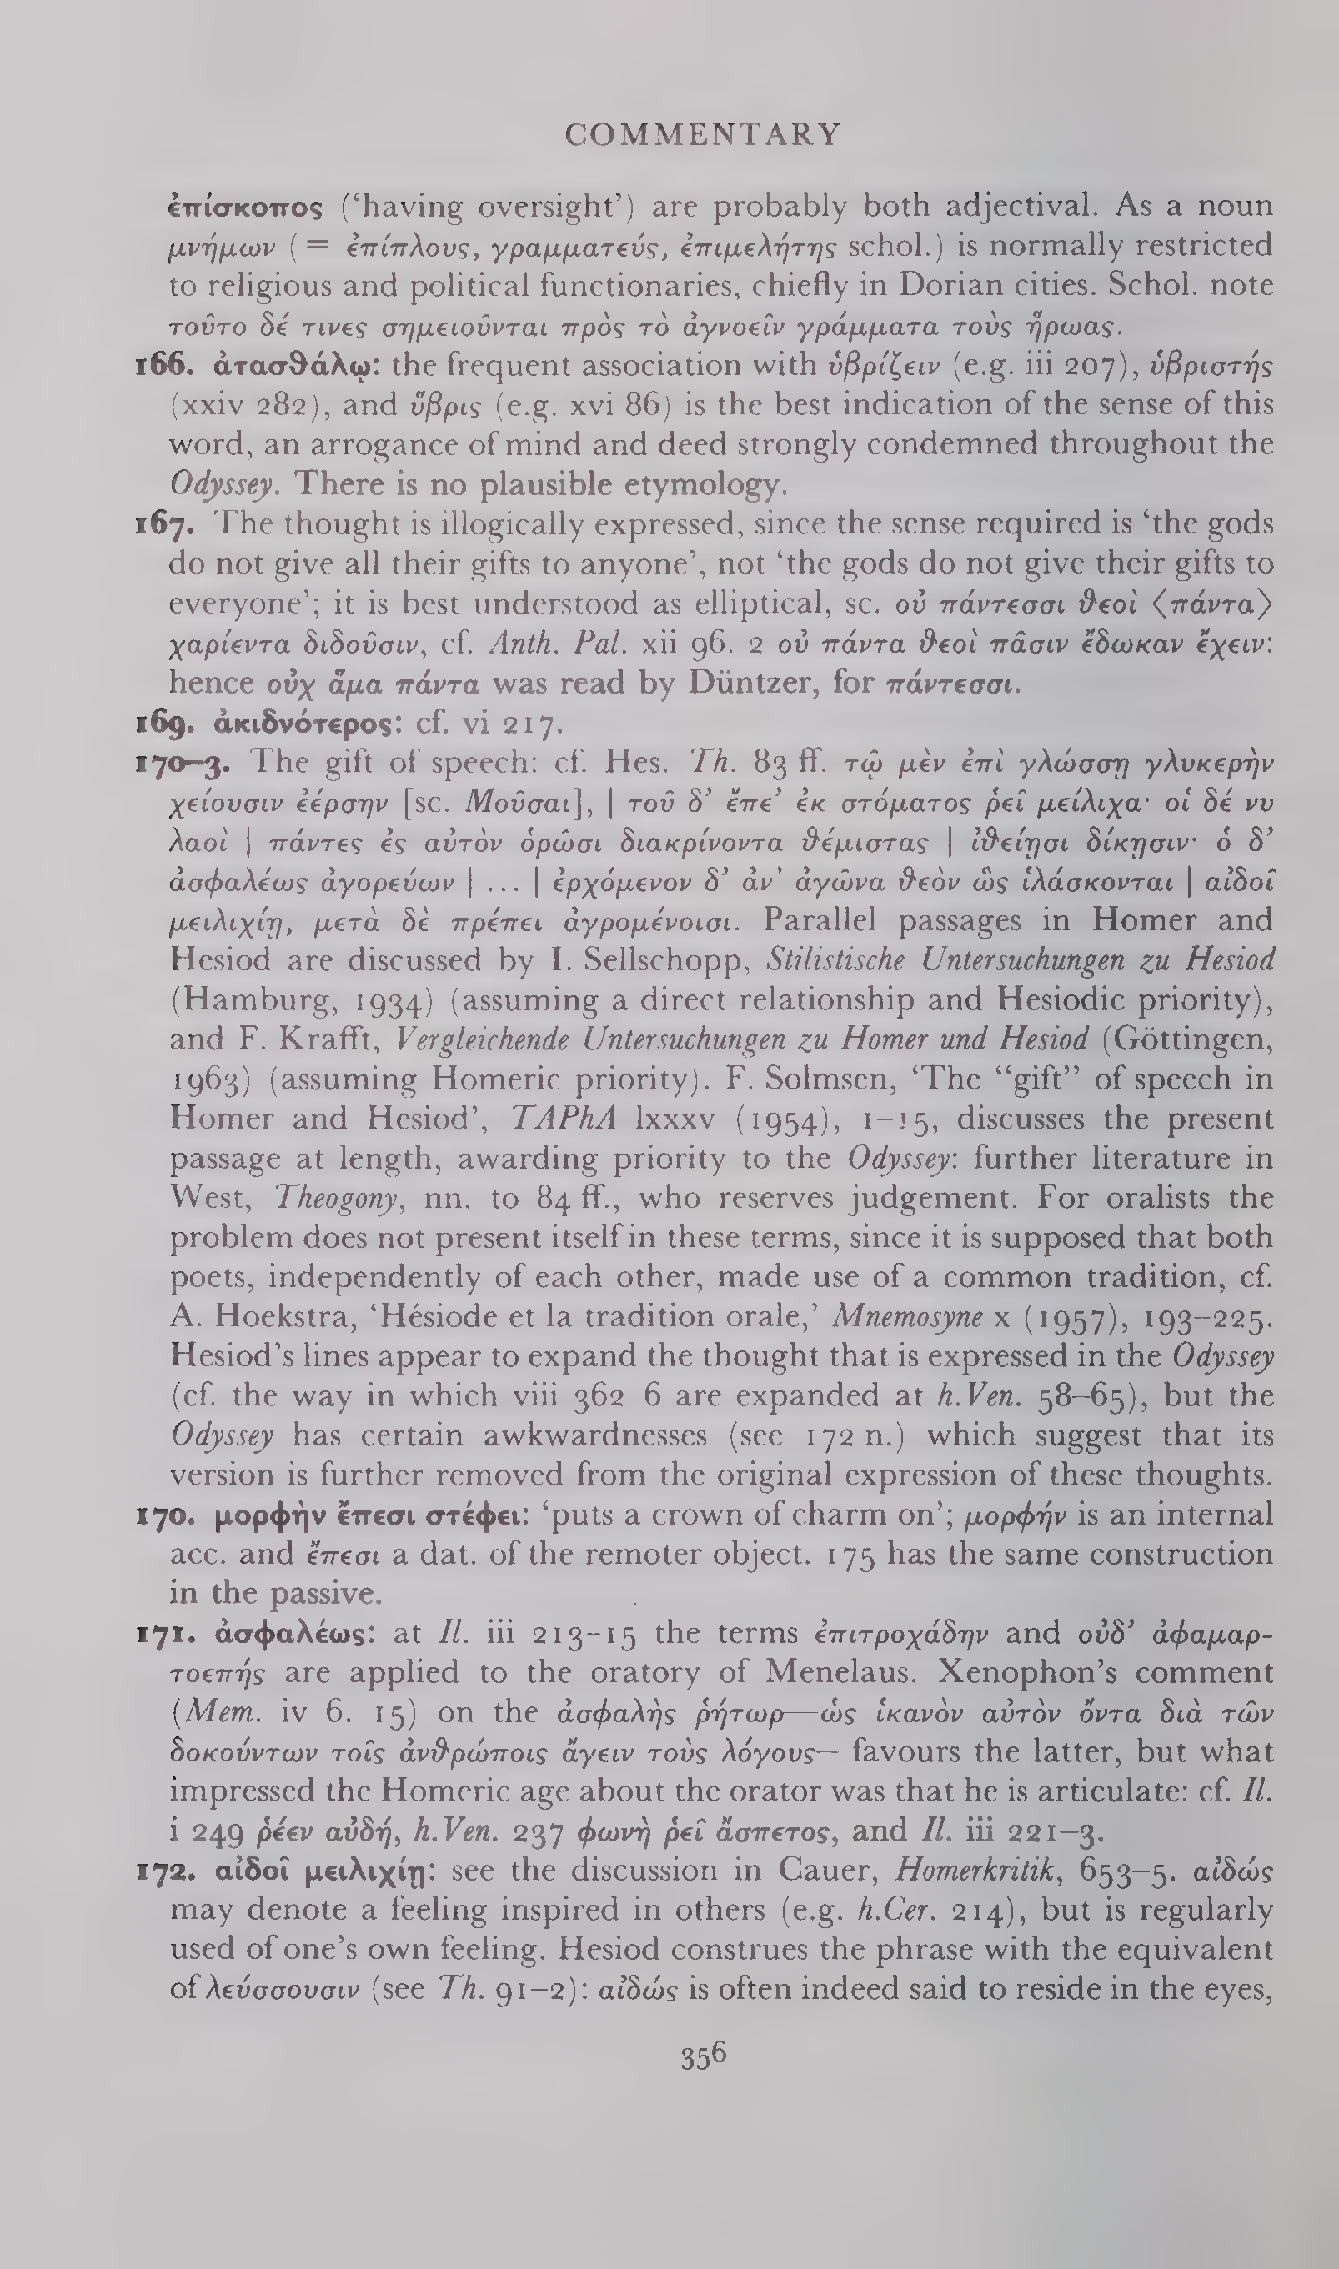 COMMENTARY
ἐπίσκοπος (‘having oversight’) are probably both adjectival. As a noun
μνήμων ( = ἐπίπλους, γραμματεύς, ἐπιμελήτης schol.) is normally restricted
to religious and political functionaries, chiefly in Dorian cities. Schol. note
τοῦτο δέ τινες σημειοῦνται πρὸς τὸ ἀγνοεῖν γράμματα τοὺς ἥρωας.
166. ἀτασϑάλῳ: the frequent association with ὑβρίζειν (e.g. iii 207), ὑβριστής
(xxiv 282), and ὕβρις (e.g. xvi 86) is the best indication of the sense of this
word, an arrogance of mind and deed strongly condemned throughout the
Odyssey. There is no plausible etymology.
167. The thought is illogically expressed, since the sense required is ‘the gods
do not give all their gifts to anyone’, not ‘the gods do not give their gifts to
everyone’; it is best understood as elliptical, sc. οὐ πάντεσσι ϑεοὶ ⟨πάντα⟩
χαρίεντα διδοῦσιν, cf. Anth. Pal. xii 96. 2 οὐ πάντα ϑεοὶ πᾶσιν ἔδωκαν ἔχειν:
hence οὐχ ἅμα πάντα was read by Düntzer, for πάντεσσι.
169. ἀκιδνότερος: cf. vi 217.
170–3. The gift of speech: cf. Hes. Th. 83 ff. τῷ μὲν ἐπὶ γλώσσῃ γλυκερὴν
χείουσιν ἐέρσην [sc. Μοῦσαι], | τοῦ δ’ ἔπε’ ἐκ στόματος ῥεῖ μείλιχα· οἱ δέ νυ
λαοὶ | πάντες ἐς αὐτὸν ὁρῶσι διακρίνοντα ϑέμιστας | ἰϑείῃσι δίκῃσιν· ὁ δ’
ἀσφαλέως ἀγορεύων | ... | ἐρχόμενον δ’ ἀν’ ἀγῶνα ϑεὸν ὣς ἱλάσκονται | αἰδοῖ
μειλιχίῃ, μετὰ δὲ πρέπει ἀγρομένοισι. Parallel passages in Homer and
Hesiod are discussed by I. Sellschopp, Stilistische Untersuchungen zu Hesiod
(Hamburg, 1934) (assuming a direct relationship and Hesiodic priority),
and F. Krafft, Vergleichende Untersuchungen zu Homer und Hesiod (Göttingen,
1963) (assuming Homeric priority). F. Solmsen, ‘The “gift” of speech in
Homer and Hesiod’, TAPhA lxxxv (1954), 1–15, discusses the present
passage at length, awarding priority to the Odyssey: further literature in
West, Theogony, nn. to 84 ff., who reserves judgement. For oralists the
problem does not present itself in these terms, since it is supposed that both
poets, independently of each other, made use of a common tradition, cf.
A. Hoekstra, ‘Hésiode et la tradition orale,’ Mnemosyne x (1957), 193–225.
Hesiod’s lines appear to expand the thought that is expressed in the Odyssey
(cf. the way in which viii 362 6 are expanded at h.Ven. 58–65), but the
Odyssey has certain awkwardnesses (see 172 n.) which suggest that its
version is further removed from the original expression of these thoughts.
170. μορφὴν ἔπεσι στέφει: ‘puts a crown of charm on’; μορφήν is an internal
acc. and ἔπεσι a dat. of the remoter object. 175 has the same construction
in the passive.
171. ἀσφαλέως: at Il. iii 213–15 the terms ἐπιτροχάδην and οὐδ’ ἀφαμαρ-
τοεπής are applied to the oratory of Menelaus. Xenophon’s comment
(Mem. iv 6. 15) on the ἀσφαλὴς ῥήτωρ—ὡς ἱκανὸν αὐτὸν ὄντα διὰ τῶν
δοκούντων τοῖς ἀνϑρώποις ἄγειν τοὺς λόγους— favours the latter, but what
impressed the Homeric age about the orator was that he is articulate: cf. Il.
i 249 ῥέεν αὐδή, h.Ven. 237 φωνὴ ῥεῖ ἄσπετος, and Il. iii 221–3.
172. αἰδοῖ μειλιχίῃ: see the discussion in Cauer, Homerkritik, 653–5. αἰδώς
may denote a feeling inspired in others (e.g. h.Cer. 214), but is regularly
used of one’s own feeling. Hesiod construes the phrase with the equivalent
of λεύσσουσιν (see Th. 91–2): αἰδώς is often indeed said to reside in the eyes,
356